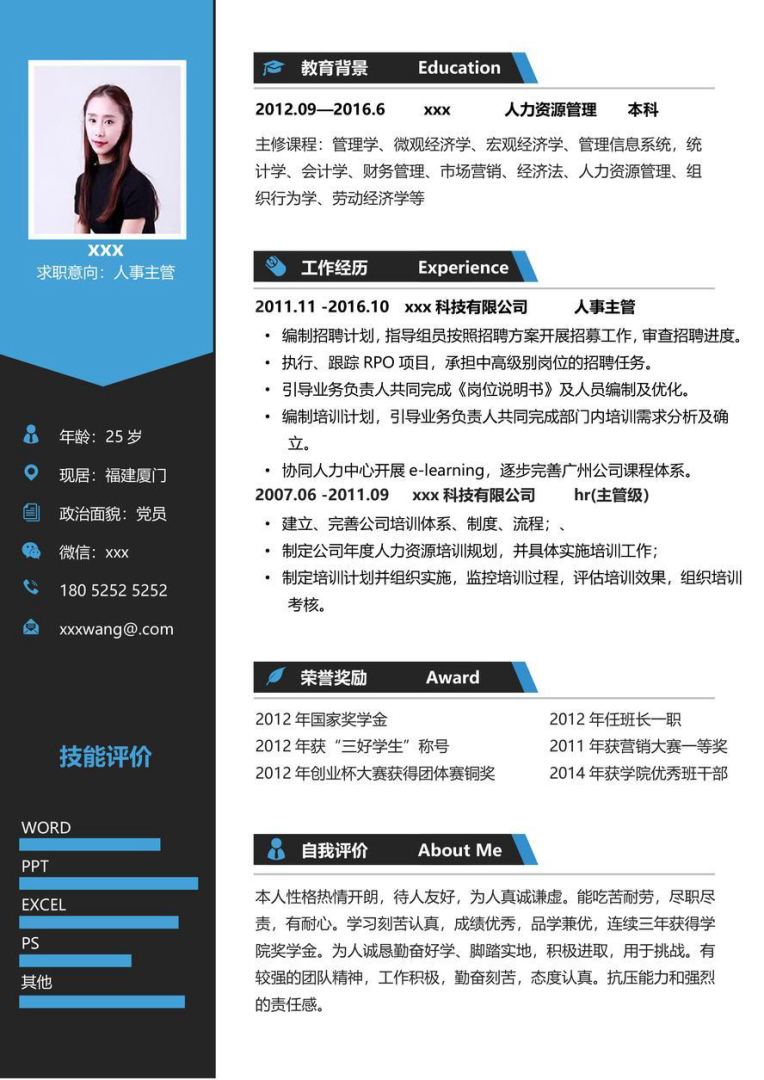 xxx
求职意向：人事主管
年龄：25 岁
现居：福建厦门
政治面貌：党员
微信：xxx
180 5252 5252
xxxwang@.com
技能评价
WORD
PPT
EXCEL
PS
其他
教育背景 Education
2012.09—2016.6 xxx 人力资源管理 本科
主修课程：管理学、微观经济学、宏观经济学、管理信息系统，统
计学、会计学、财务管理、市场营销、经济法、人力资源管理、组
织行为学、劳动经济学等
工作经历 Experience
2011.11 -2016.10 xxx 科技有限公司 人事主管
• 编制招聘计划，指导组员按照招聘方案开展招募工作，审查招聘进度。
• 执行、跟踪 RPO 项目，承担中高级别岗位的招聘任务。
• 引导业务负责人共同完成《岗位说明书》及人员编制及优化。
• 编制培训计划，引导业务负责人共同完成部门内培训需求分析及确
立。
• 协同人力中心开展 e-learning，逐步完善广州公司课程体系。
2007.06 -2011.09 xxx 科技有限公司 hr(主管级)
• 建立、完善公司培训体系、制度、流程；、
• 制定公司年度人力资源培训规划，并具体实施培训工作；
• 制定培训计划并组织实施，监控培训过程，评估培训效果，组织培训
考核。
荣誉奖励 Award
2012 年国家奖学金 2012 年任班长一职
2012 年获“三好学生”称号 2011 年获营销大赛一等奖
2012 年创业杯大赛获得团体赛铜奖 2014 年获学院优秀班干部
自我评价 About Me
本人性格热情开朗，待人友好，为人真诚谦虚。能吃苦耐劳，尽职尽
责，有耐心。学习刻苦认真，成绩优秀，品学兼优，连续三年获得学
院奖学金。为人诚恳勤奋好学、脚踏实地，积极进取，用于挑战。有
较强的团队精神，工作积极，勤奋刻苦，态度认真。抗压能力和强烈
的责任感。